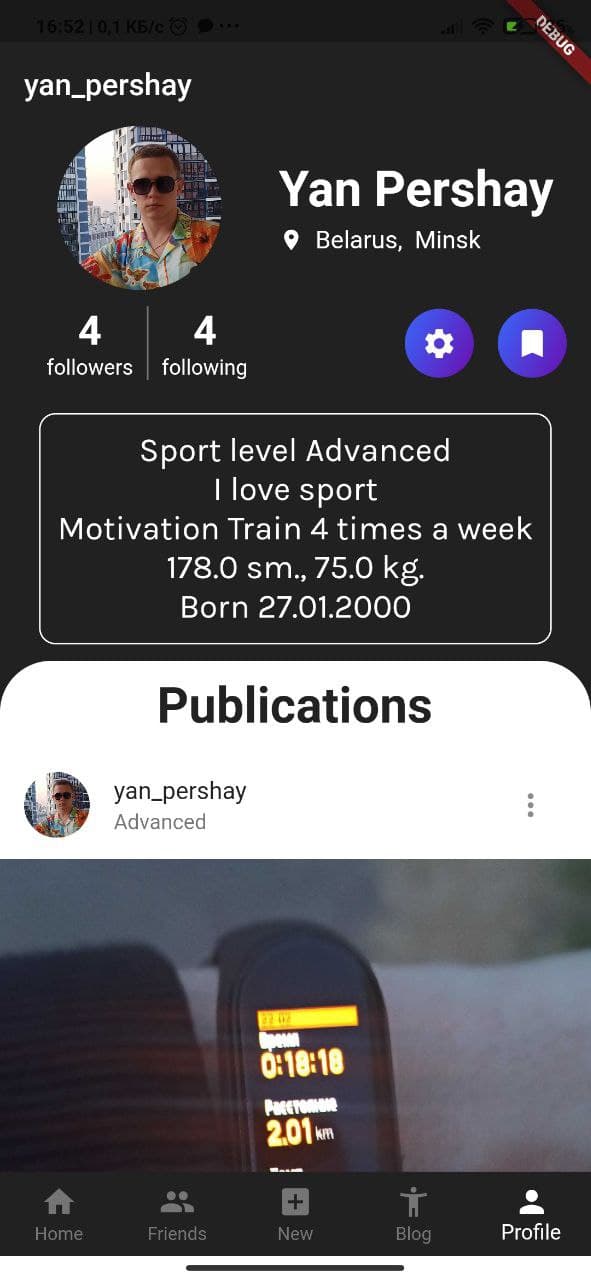 16:52 | 0,1 КБ/с
DEBUG
yan_pershay
Yan Pershay
Belarus, Minsk
4
followers
4
following
Sport level Advanced
I love sport
Motivation Train 4 times a week
178.0 sm., 75.0 kg.
Born 27.01.2000
Publications
yan_pershay
Advanced
Время
0:18:18
Расстояние
2.01 km
Home
Friends
New
Blog
Profile